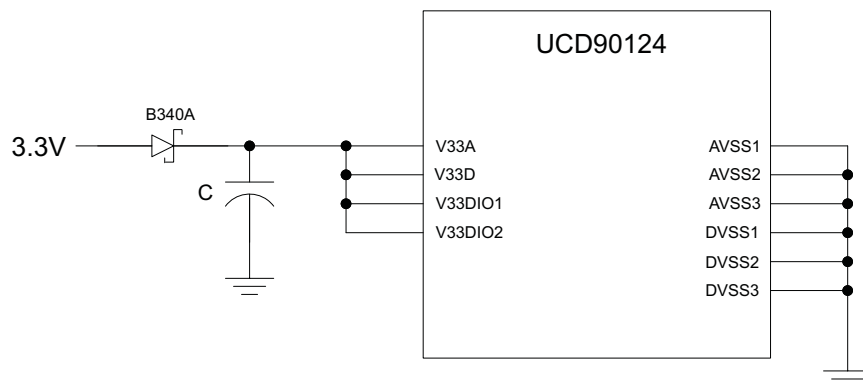 UCD90124
B340A
3.3V
C
V33A
V33D
V33DIO1
V33DIO2
AVSS1
AVSS2
AVSS3
DVSS1
DVSS2
DVSS3